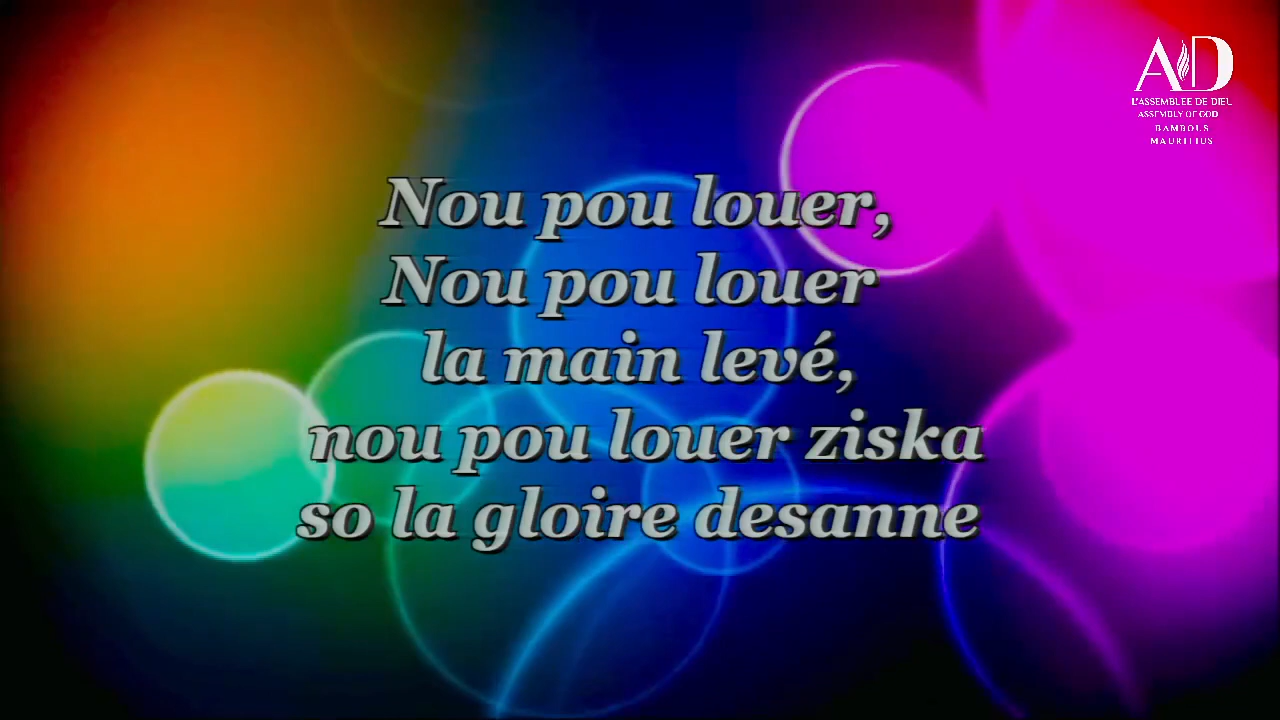 AD
L'ASSEMBLEE DE DIEU
ASSEMBLY OF GOD
BAMBOUS
MAURITIUS
Nou pou louer,
Nou pou louer
la main levé,
nou pou louer ziska
so la gloire desanne